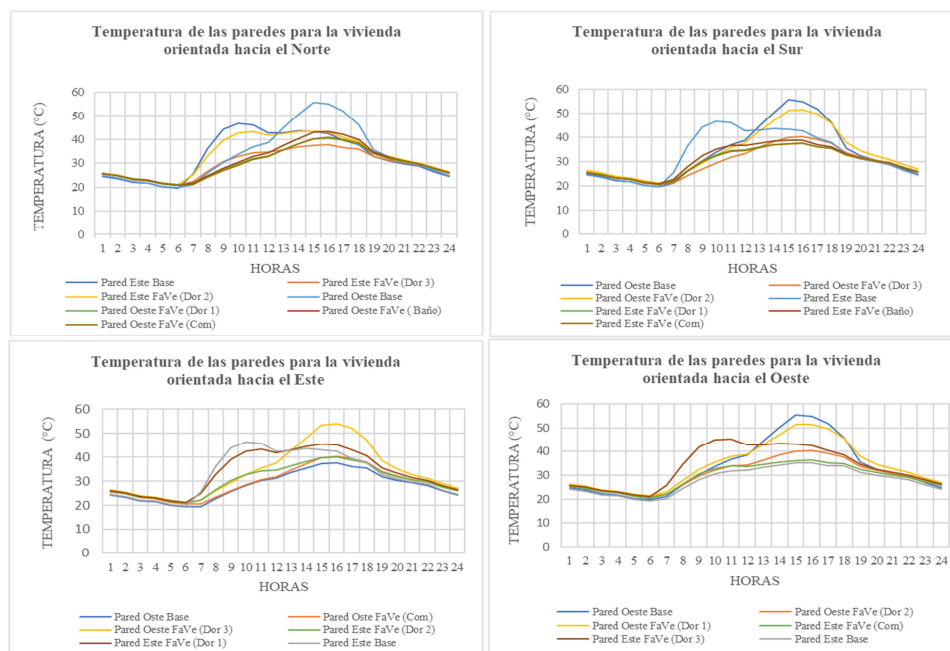 Temperatura de las paredes para la vivienda
orientada hacia el Norte
TEMPERATURA (°C)
60
50
40
30
20
10
0
1 2 3 4 5 6 7 8 9 10 11 12 13 14 15 16 17 18 19 20 21 22 23 24
HORAS
Pared Este Base Pared Este FaVe (Dor 3)
Pared Este FaVe (Dor 2) Pared Oeste Base
Pared Oeste FaVe (Dor 1) Pared Oeste FaVe ( Baño)
Pared Oeste FaVe (Com)
Temperatura de las paredes para la vivienda
orientada hacia el Sur
TEMPERATURA (°C)
60
50
40
30
20
10
0
1 2 3 4 5 6 7 8 9 10 11 12 13 14 15 16 17 18 19 20 21 22 23 24
HORAS
Pared Oeste Base Pared Oeste FaVe (Dor 3)
Pared Oeste FaVe (Dor 2) Pared Este Base
Pared Este FaVe (Dor 1) Pared Este FaVe (Baño)
Pared Este FaVe (Com)
Temperatura de las paredes para la vivienda
orientada hacia el Este
TEMPERATURA (°C)
60
50
40
30
20
10
0
1 2 3 4 5 6 7 8 9 10 11 12 13 14 15 16 17 18 19 20 21 22 23 24
HORAS
Pared Oste Base Pared Oste FaVe (Com)
Pared Oeste FaVe (Dor 3) Pared Este FaVe (Dor 2)
Pared Este FaVe (Dor 1) Pared Este Base
Temperatura de las paredes para la vivienda
orientada hacia el Oeste
TEMPERATURA (°C)
60
50
40
30
20
10
0
1 2 3 4 5 6 7 8 9 10 11 12 13 14 15 16 17 18 19 20 21 22 23 24
HORAS
Pared Oeste Base Pared Oeste FaVe (Dor 2)
Pared Oeste FaVe (Dor 1) Pared Este FaVe (Com)
Pared Este FaVe (Dor 3) Pared Este Base